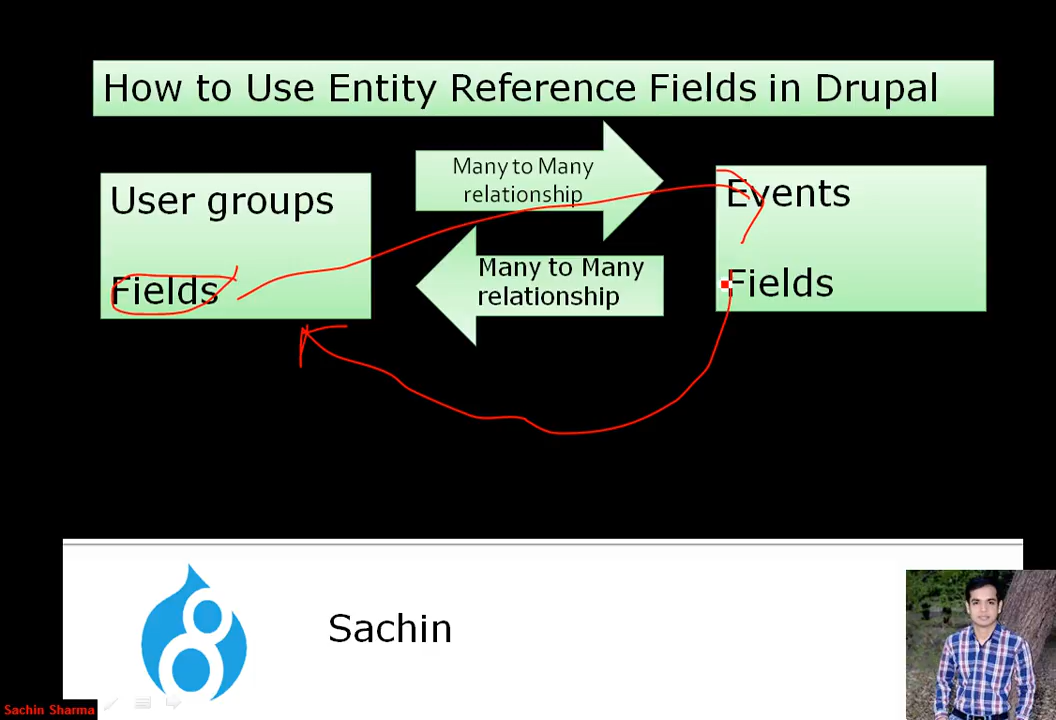 How to Use Entity Reference Fields in Drupal
Many to Many
relationship
User groups
Events
Many to Many
relationship
Fields
Fields
Sachin
Sachin Sharma